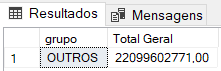 Resultados Mensagens
grupo Total Geral
1 OUTROS 22099602771,00